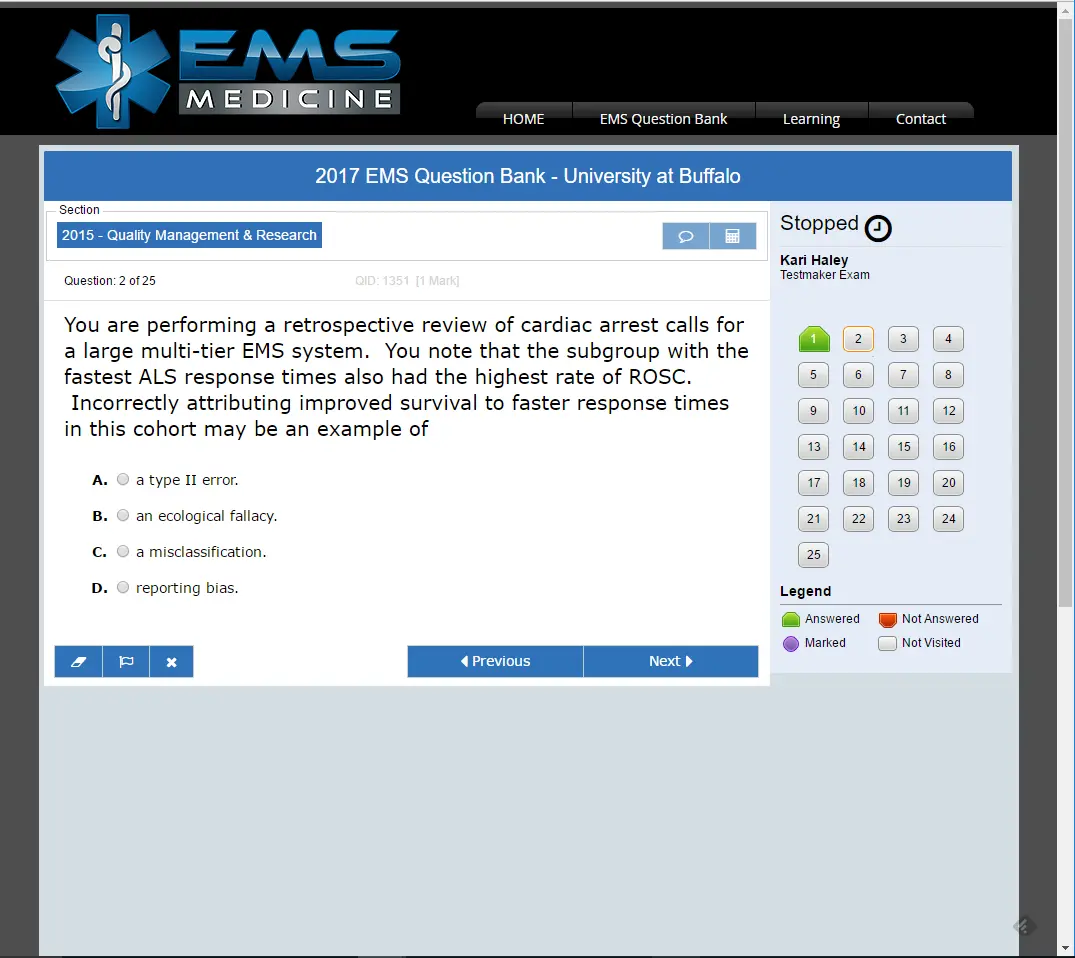 EMS
MEDICINE
HOME
EMS Question Bank
Learning
Contact
2017 EMS Question Bank - University at Buffalo
Section
2015 - Quality Management & Research
Question: 2 of 25
QID: 1351 [1 Mark]
You are performing a retrospective review of cardiac arrest calls for
a large multi-tier EMS system. You note that the subgroup with the
fastest ALS response times also had the highest rate of ROSC.
Incorrectly attributing improved survival to faster response times
in this cohort may be an example of
A. a type II error.
B. an ecological fallacy.
C. a misclassification.
D. reporting bias.
Previous
Next
Stopped
Kari Haley
Testmaker Exam
1 2 3 4
5 6 7 8
9 10 11 12
13 14 15 16
17 18 19 20
21 22 23 24
25
Legend
Answered
Not Answered
Marked
Not Visited